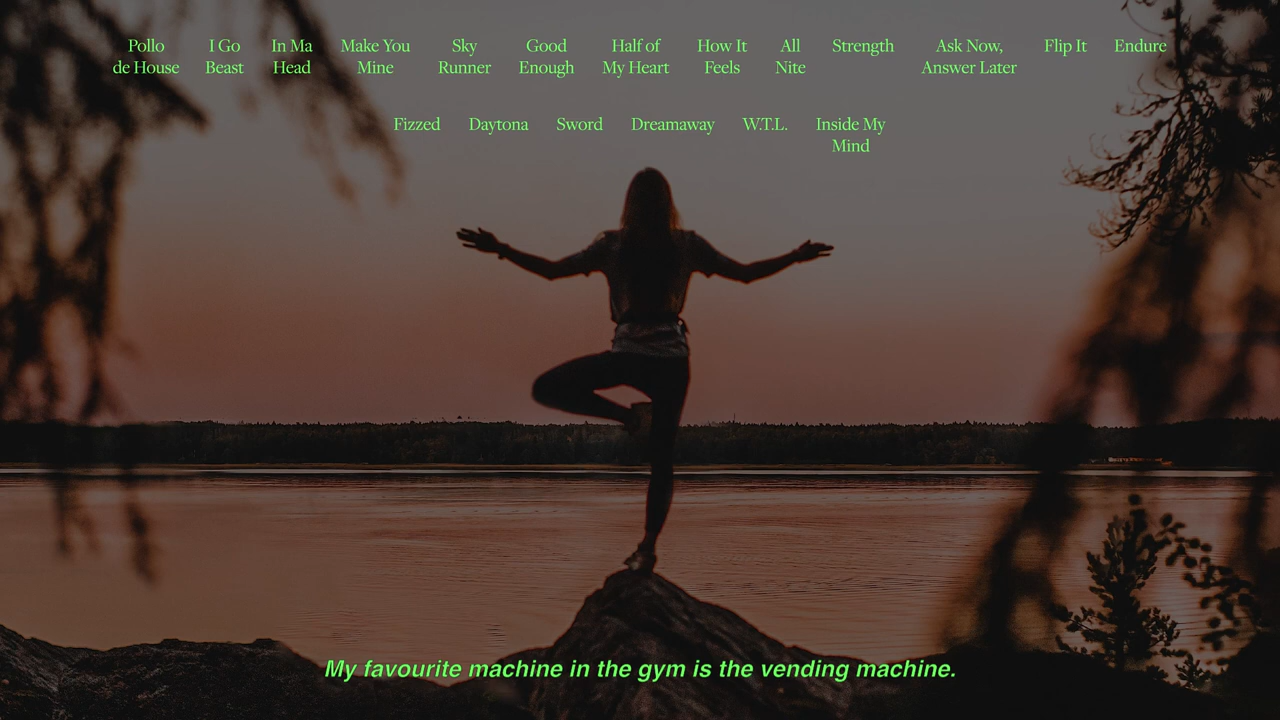 Pollo de House
I Go Beast
In Ma Head
Make You Mine
Sky Runner
Good Enough
Half of My Heart
How It Feels
All Nite
Strength
Ask Now, Answer Later
Flip It
Endure
Fizzed
Daytona
Sword
Dreamaway
W.T.L.
Inside My Mind
My favourite machine in the gym is the vending machine.